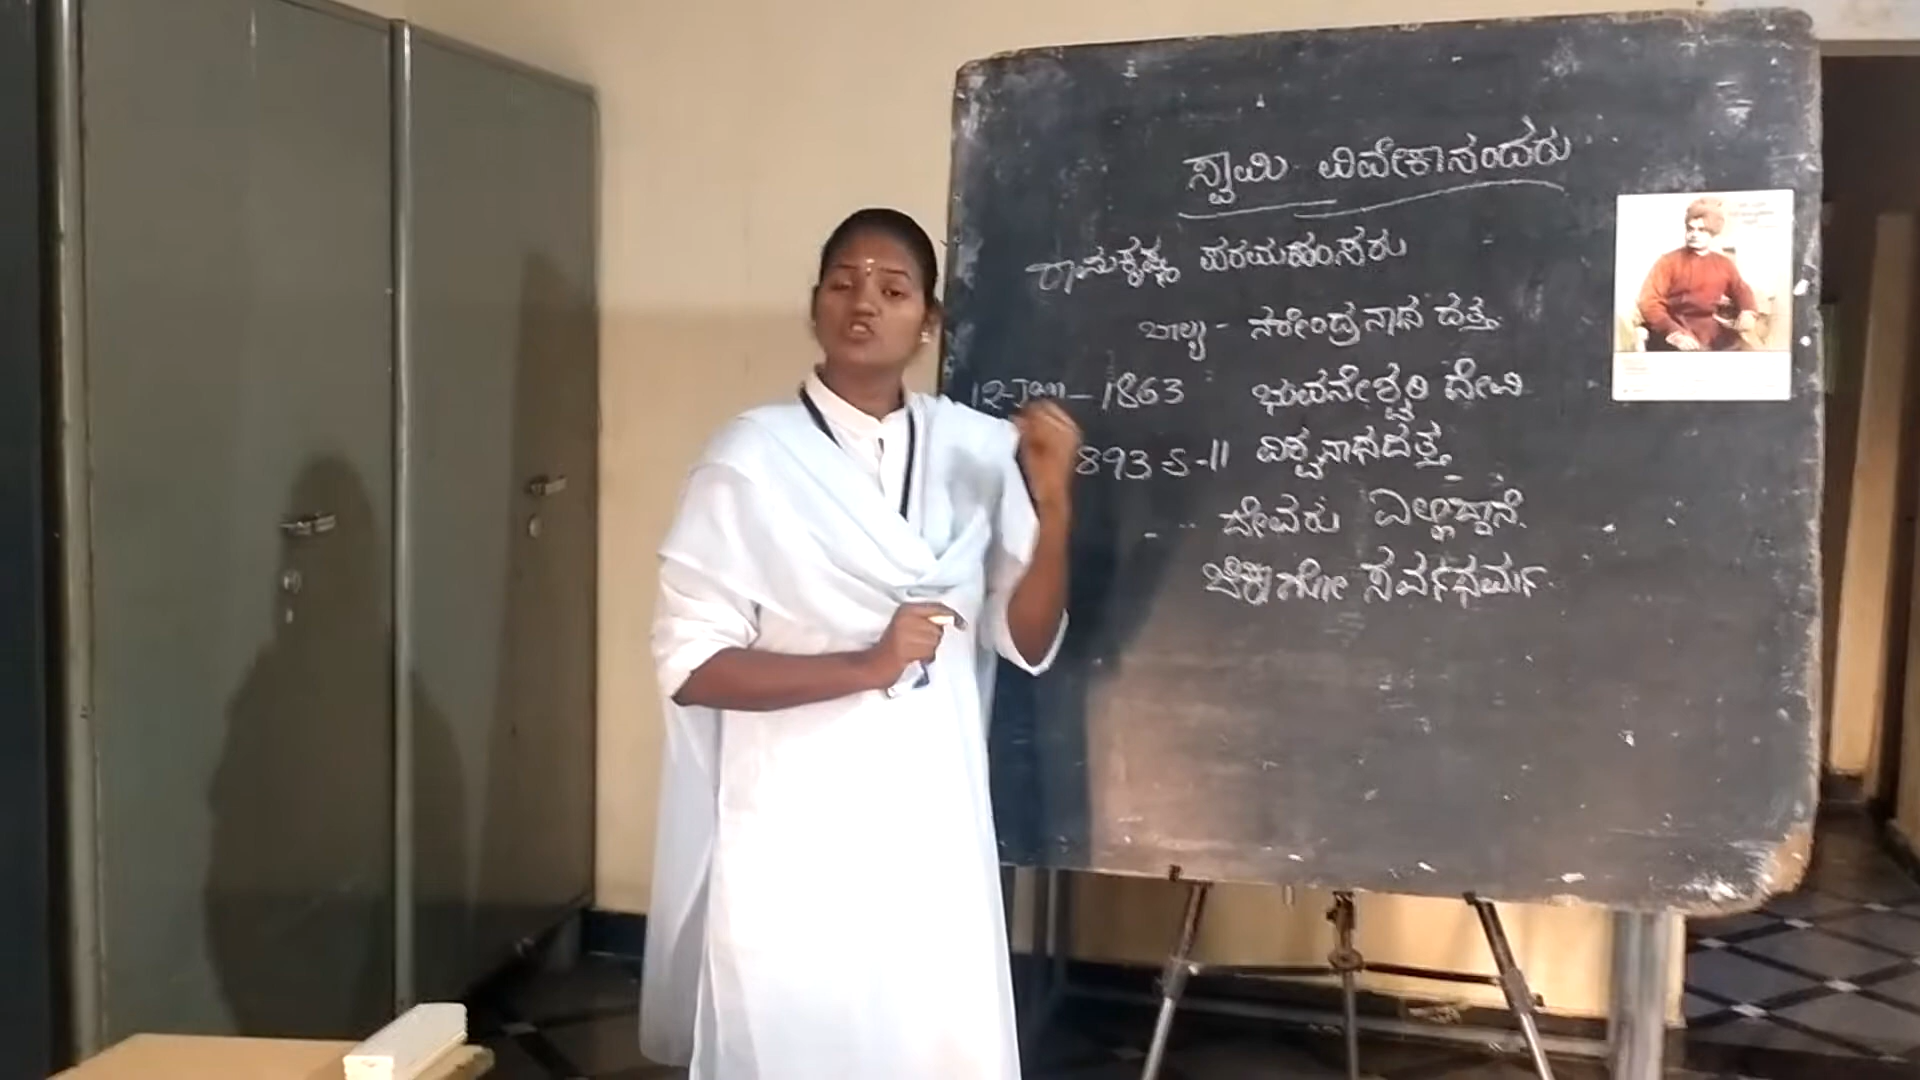 ಸ್ವಾಮಿ ವಿವೇಕಾನಂದರು
ರಾಮಕೃಷ್ಣ ಪರಮಹಂಸರು
ಬಾಲ್ಯ - ನರೇಂದ್ರನಾಥ ದತ್ತ
12-Jan-1863 ಭುವನೇಶ್ವರಿ ದೇವಿ
893 S-11 ವಿಶ್ವನಾಥದತ್ತ
ದೇವರು ಎಲ್ಲಿದ್ದಾನೆ
ಚಿಕಾಗೋ ಸರ್ವಧರ್ಮ